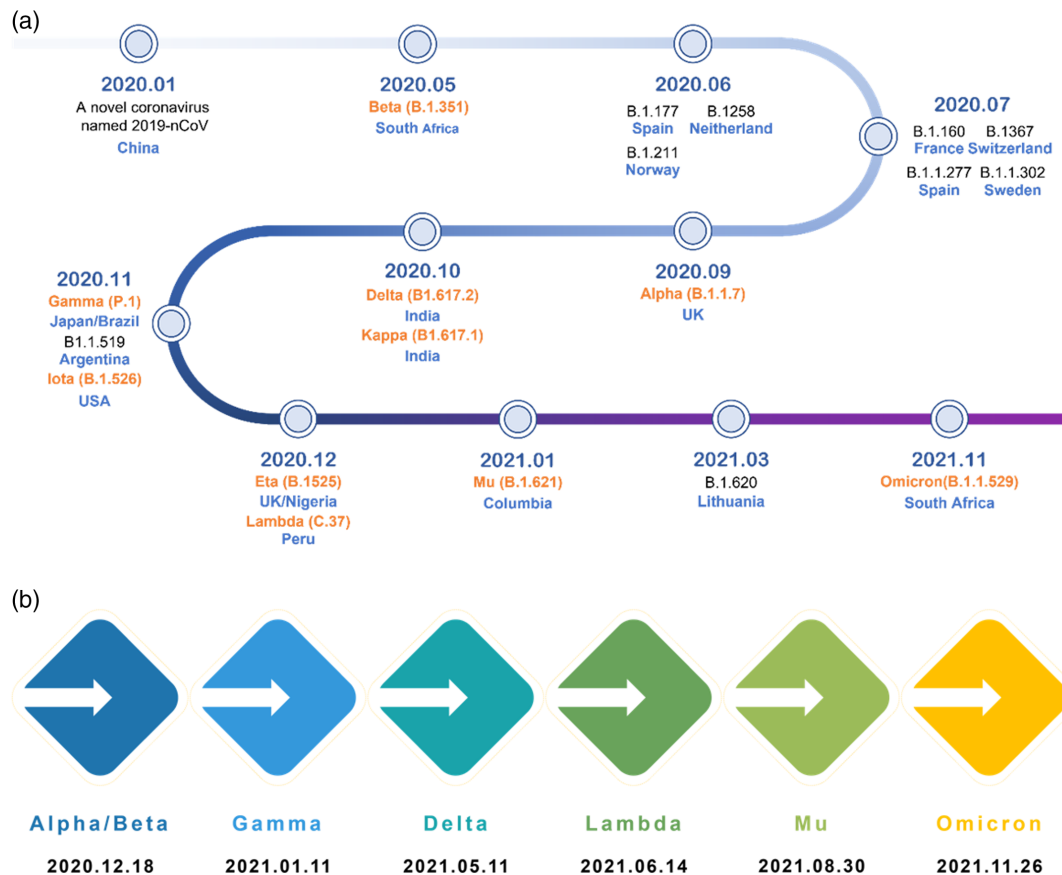 (a)
2020.01
A novel coronavirus
named 2019-nCoV
China
2020.05
Beta (B.1.351)
South Africa
2020.06
B.1.177 B.1258
Spain Neitherland
B.1.211
Norway
2020.07
B.1.160 B.1367
France Switzerland
B.1.1.277 B.1.1.302
Spain Sweden
2020.11
Gamma (P.1)
Japan/Brazil
B1.1.519
Argentina
Iota (B.1.526)
USA
2020.10
Delta (B1.617.2)
India
Kappa (B1.617.1)
India
2020.09
Alpha (B.1.1.7)
UK
2020.12
Eta (B.1525)
UK/Nigeria
Lambda (C.37)
Peru
2021.01
Mu (B.1.621)
Columbia
2021.03
B.1.620
Lithuania
2021.11
Omicron(B.1.1.529)
South Africa
(b)
Alpha/Beta Gamma Delta Lambda Mu Omicron
2020.12.18 2021.01.11 2021.05.11 2021.06.14 2021.08.30 2021.11.26